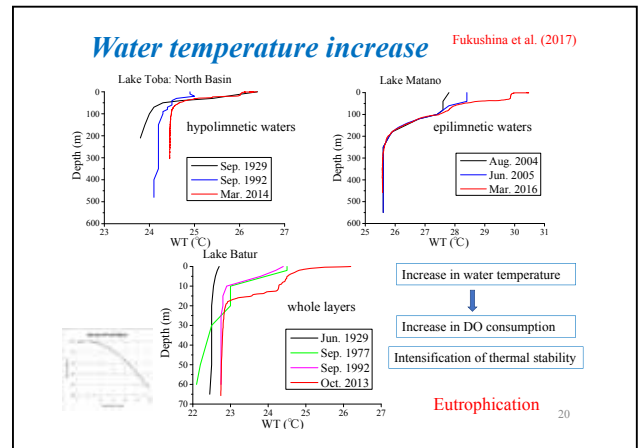 Water temperature increase
Fukushina et al. (2017)
Lake Toba: North Basin
Lake Matano
0
100
200
300
400
500
600
Depth (m)
hypolimnetic waters
Sep. 1929
Sep. 1992
Mar. 2014
23 24 25 26 27
WT (℃)
0
100
200
300
400
500
600
Depth (m)
epilimnetic waters
Aug. 2004
Jun. 2005
Mar. 2016
25 26 27 28 29 30 31
WT (℃)
Lake Batur
0
10
20
30
40
50
60
70
Depth (m)
whole layers
Jun. 1929
Sep. 1977
Sep. 1992
Oct. 2013
22 23 24 25 26 27
WT (℃)
Increase in water temperature
Increase in DO consumption
Intensification of thermal stability
Eutrophication
20